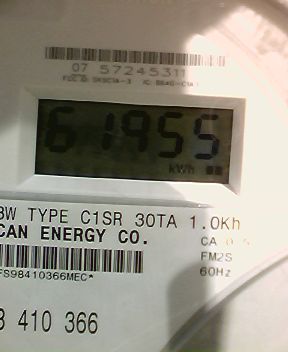 07 57245311
61955
kWh
3W TYPE C1SR 30TA 1.0Kh
CAN ENERGY CO.
CA
FM2S
FS98410366MEC*
60Hz
3 410 366